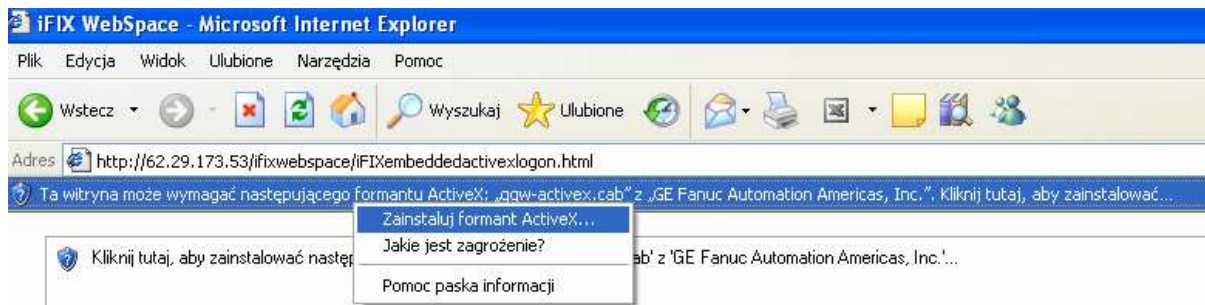 iFIX WebSpace - Microsoft Internet Explorer
Plik Edycja Widok Ulubione Narzędzia Pomoc
Wstecz Wyszukaj Ulubione
Adres http://62.29.173.53/ifixwebspace/iFIXembeddedactivexlogon.html
Ta witryna może wymagać następującego formantu ActiveX: „ggw-activex.cab” z „GE Fanuc Automation Americas, Inc.”. Kliknij tutaj, aby zainstalować...
Zainstaluj formant ActiveX...
Jakie jest zagrożenie?
Kliknij tutaj, aby zainstalować nastę ab' z 'GE Fanuc Automation Americas, Inc.'...
Pomoc paska informacji